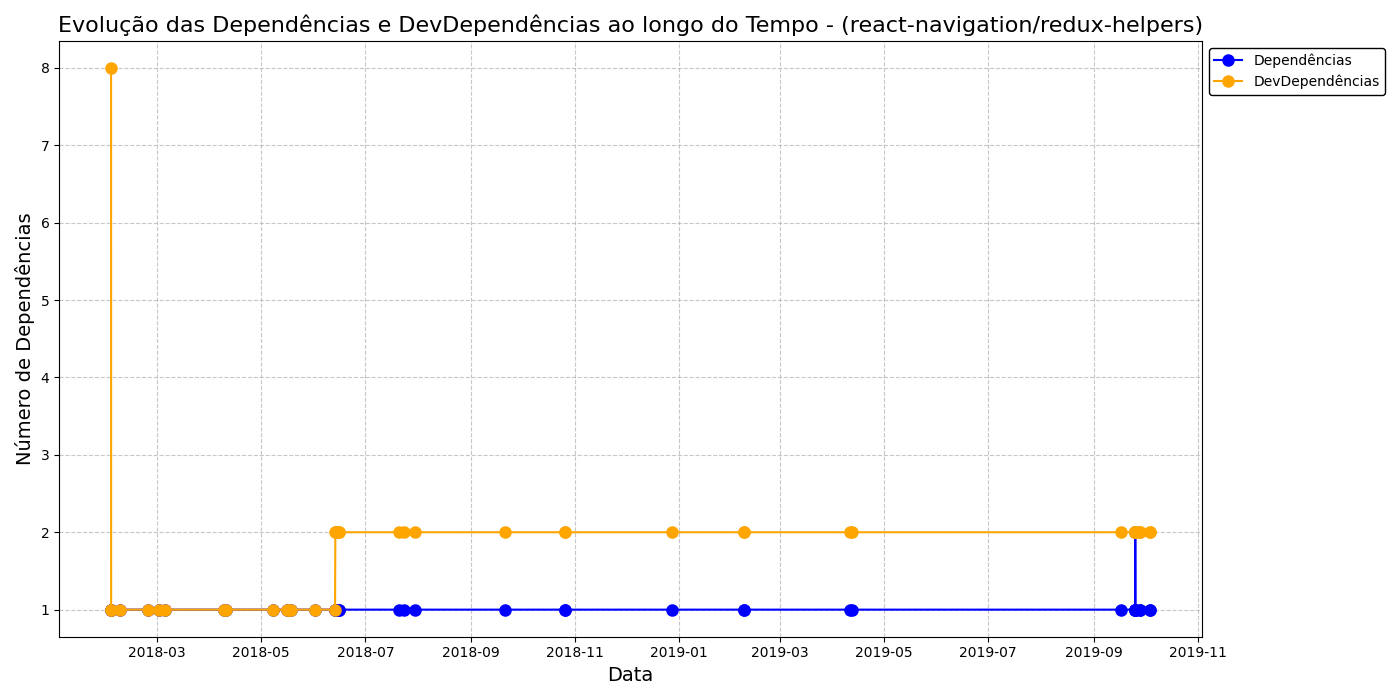 Evolução das Dependências e DevDependências ao longo do Tempo - (react-navigation/redux-helpers)
Dependências
DevDependências
Número de Dependências
8
7
6
5
4
3
2
1
2018-03 2018-05 2018-07 2018-09 2018-11 2019-01 2019-03 2019-05 2019-07 2019-09 2019-11
Data